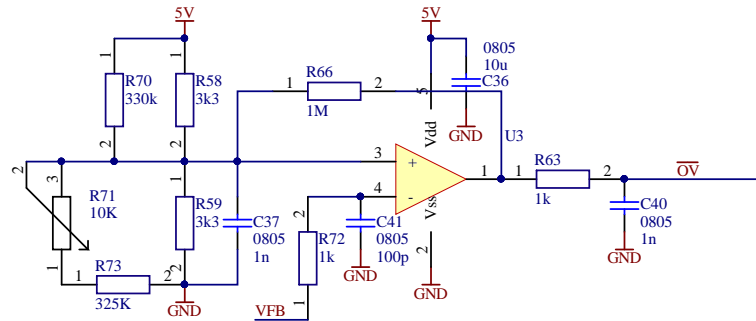 5V
5V
1
1
R70
330k
R58
3k3
2
2
1
R66
2
1M
0805
10u
C36
5
Vdd
GND
U3
2
3
R71
10K
1
1
R59
3k3
2
C37
0805
1n
3
+
4
-
1
Vss
2
GND
1
R63
2
1k
OV
C40
0805
1n
GND
C41
0805
100p
GND
2
R72
1k
1
VFB
1
R73
2
325K
GND